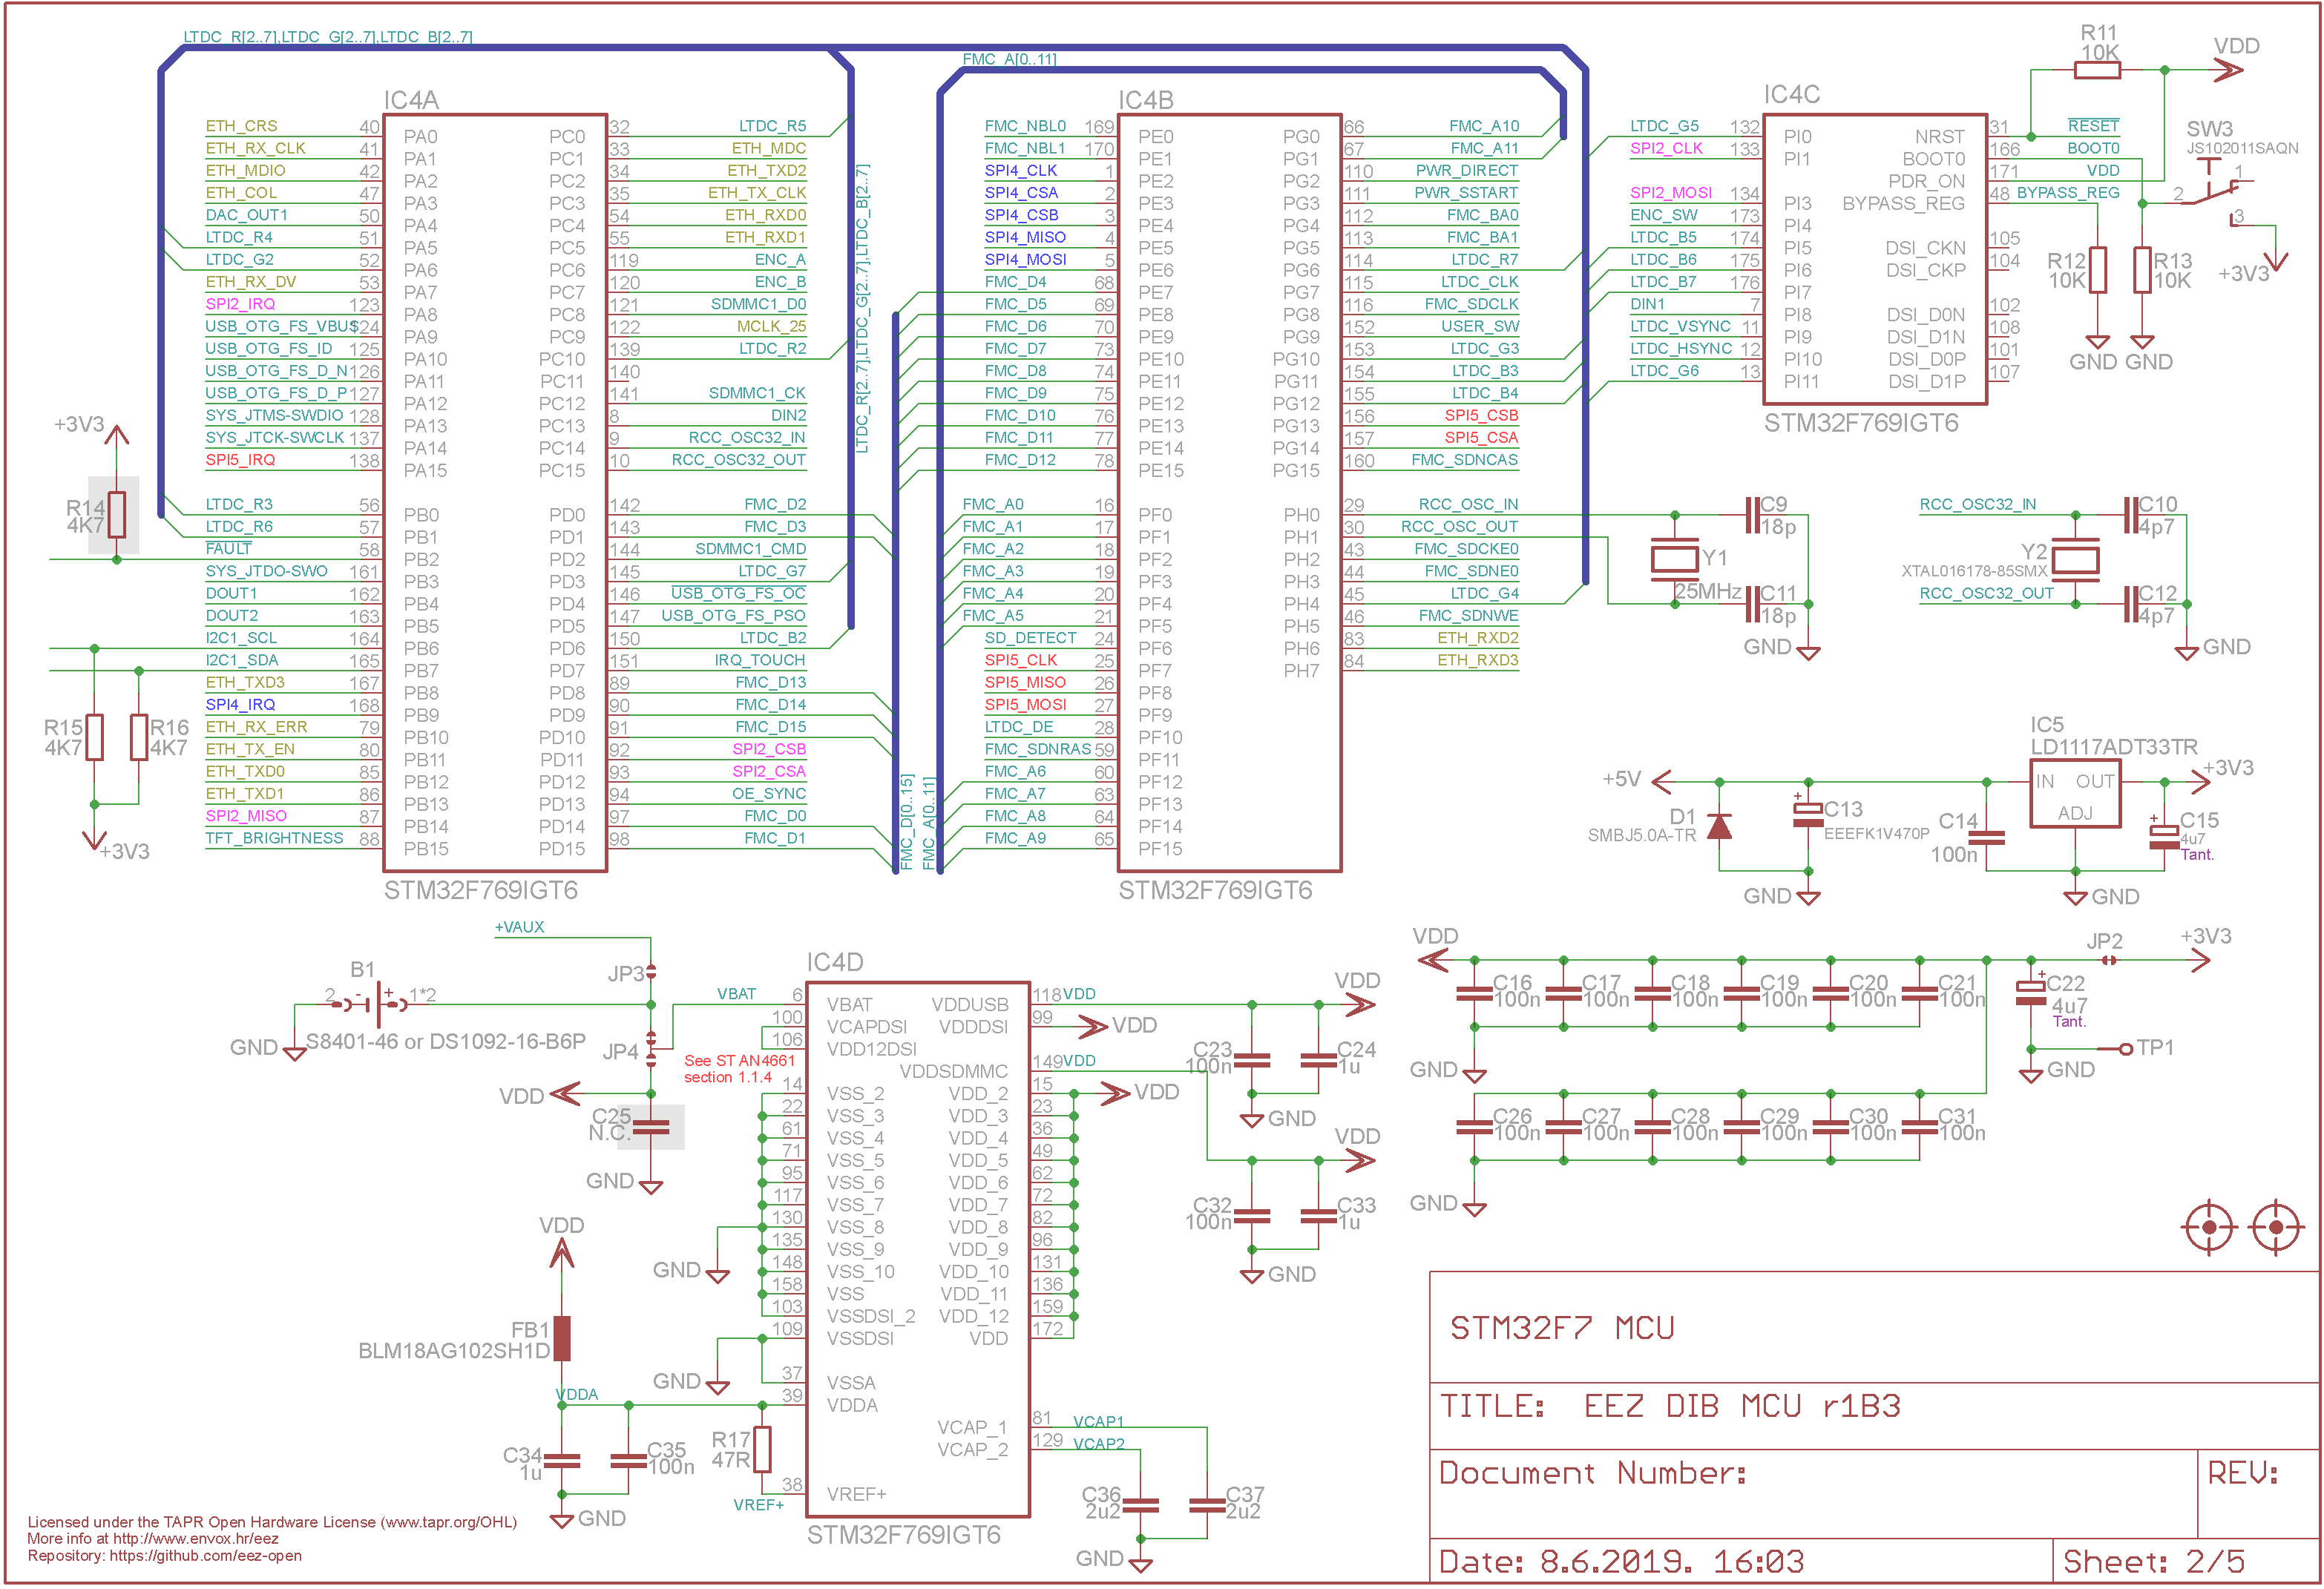 LTDC_R[2..7],LTDC_G[2..7],LTDC_B[2..7]
FMC_A[0..11]
IC4A
ETH_CRS 40 PA0
ETH_RX_CLK 41 PA1
ETH_MDIO 42 PA2
ETH_COL 47 PA3
DAC_OUT1 50 PA4
LTDC_R4 51 PA5
LTDC_G2 52 PA6
ETH_RX_DV 53 PA7
SPI2_IRQ 123 PA8
USB_OTG_FS_VBUS 124 PA9
USB_OTG_FS_ID 125 PA10
USB_OTG_FS_D_N 126 PA11
USB_OTG_FS_D_P 127 PA12
SYS_JTMS-SWDIO 128 PA13
SYS_JTCK-SWCLK 137 PA14
SPI5_IRQ 138 PA15
LTDC_R3 56 PB0
LTDC_R6 57 PB1
FAULT 58 PB2
SYS_JTDO-SWO 161 PB3
DOUT1 162 PB4
DOUT2 163 PB5
I2C1_SCL 164 PB6
I2C1_SDA 165 PB7
ETH_TXD3 167 PB8
SPI4_IRQ 168 PB9
ETH_RX_ERR 79 PB10
ETH_TX_EN 80 PB11
ETH_TXD0 85 PB12
ETH_TXD1 86 PB13
SPI2_MISO 87 PB14
TFT_BRIGHTNESS 88 PB15
PC0 32 LTDC_R5
PC1 33 ETH_MDC
PC2 34 ETH_TXD2
PC3 35 ETH_TX_CLK
PC4 54 ETH_RXD0
PC5 55 ETH_RXD1
PC6 119 ENC_A
PC7 120 ENC_B
PC8 121 SDMMC1_D0
PC9 122 MCLK_25
PC10 139 LTDC_R2
PC11 140
PC12 141 SDMMC1_CK
PC13 8 DIN2
PC14 9 RCC_OSC32_IN
PC15 10 RCC_OSC32_OUT
PD0 142 FMC_D2
PD1 143 FMC_D3
PD2 144 SDMMC1_CMD
PD3 145 LTDC_G7
PD4 146 USB_OTG_FS_OC
PD5 147 USB_OTG_FS_PSO
PD6 150 LTDC_B2
PD7 151 IRQ_TOUCH
PD8 89 FMC_D13
PD9 90 FMC_D14
PD10 91 FMC_D15
PD11 92 SPI2_CSB
PD12 93 SPI2_CSA
PD13 94 OE_SYNC
PD14 97 FMC_D0
PD15 98 FMC_D1
STM32F769IGT6
LTDC_R[2..7],LTDC_G[2..7],LTDC_B[2..7]
FMC_D[0..15]
FMC_A[0..11]
+3V3
R14
4K7
R15
4K7
R16
4K7
+3V3
IC4B
FMC_NBL0 169 PE0
FMC_NBL1 170 PE1
SPI4_CLK 1 PE2
SPI4_CSA 2 PE3
SPI4_CSB 3 PE4
SPI4_MISO 4 PE5
SPI4_MOSI 5 PE6
FMC_D4 68 PE7
FMC_D5 69 PE8
FMC_D6 70 PE9
FMC_D7 73 PE10
FMC_D8 74 PE11
FMC_D9 75 PE12
FMC_D10 76 PE13
FMC_D11 77 PE14
FMC_D12 78 PE15
FMC_A0 16 PF0
FMC_A1 17 PF1
FMC_A2 18 PF2
FMC_A3 19 PF3
FMC_A4 20 PF4
FMC_A5 21 PF5
SD_DETECT 24 PF6
SPI5_CLK 25 PF7
SPI5_MISO 26 PF8
SPI5_MOSI 27 PF9
LTDC_DE 28 PF10
FMC_SDNRAS 59 PF11
FMC_A6 60 PF12
FMC_A7 63 PF13
FMC_A8 64 PF14
FMC_A9 65 PF15
PG0 66 FMC_A10
PG1 67 FMC_A11
PG2 110 PWR_DIRECT
PG3 111 PWR_SSTART
PG4 112 FMC_BA0
PG5 113 FMC_BA1
PG6 114 LTDC_R7
PG7 115 LTDC_CLK
PG8 116 FMC_SDCLK
PG9 152 USER_SW
PG10 153 LTDC_G3
PG11 154 LTDC_B3
PG12 155 LTDC_B4
PG13 156 SPI5_CSB
PG14 157 SPI5_CSA
PG15 160 FMC_SDNCAS
PH0 29 RCC_OSC_IN
PH1 30 RCC_OSC_OUT
PH2 43 FMC_SDCKE0
PH3 44 FMC_SDNE0
PH4 45 LTDC_G4
PH5 46 FMC_SDNWE
PH6 83 ETH_RXD2
PH7 84 ETH_RXD3
STM32F769IGT6
IC4C
LTDC_G5 132 PI0
SPI2_CLK 133 PI1
SPI2_MOSI 134 PI3
ENC_SW 173 PI4
LTDC_B5 174 PI5
LTDC_B6 175 PI6
LTDC_B7 176 PI7
DIN1 7 PI8
LTDC_VSYNC 11 PI9
LTDC_HSYNC 12 PI10
LTDC_G6 13 PI11
NRST 31 RESET
BOOT0 166 BOOT0
PDR_ON 171 VDD
BYPASS_REG 48 BYPASS_REG
DSI_CKN 105
DSI_CKP 104
DSI_D0N 102
DSI_D1N 108
DSI_D0P 101
DSI_D1P 107
STM32F769IGT6
R11
10K
VDD
SW3
JS102011SAQN
1
2
3
+3V3
R12
10K
R13
10K
GND GND
C9
18p
Y1
25MHz
C11
18p
GND
RCC_OSC32_IN
C10
4p7
Y2
XTAL016178-85SMX
RCC_OSC32_OUT
C12
4p7
GND
IC5
LD1117ADT33TR
+5V
IN OUT
ADJ
+3V3
D1
SMBJ5.0A-TR
+
C13
EEEFK1V470P
C14
100n
+
C15
4u7
Tant.
GND
GND
+VAUX
JP3
B1
2 - + 1*2
S8401-46 or DS1092-16-B6P
GND
JP4
VBAT
See ST AN4661
section 1.1.4
VDD
C25
N.C.
GND
IC4D
6 VBAT
100 VCAPDSI
106 VDD12DSI
14 VSS_2
22 VSS_3
61 VSS_4
71 VSS_5
95 VSS_6
117 VSS_7
130 VSS_8
135 VSS_9
148 VSS_10
158 VSS
103 VSSDSI_2
109 VSSDSI
37 VSSA
39 VDDA
38 VREF+
VDDUSB 118 VDD
VDDDSI 99 VDD
VDDSDMMC 149 VDD
VDD_2 15 VDD
VDD_3 23
VDD_4 36
VDD_5 49
VDD_6 62
VDD_7 72
VDD_8 82
VDD_9 96
VDD_10 131
VDD_11 136
VDD_12 159
VDD 172
VCAP_1 81 VCAP1
VCAP_2 129 VCAP2
STM32F769IGT6
GND
GND
VDD
FB1
BLM18AG102SH1D
VDDA
C34
1u
C35
100n
R17
47R
VREF+
GND
VDD
C23
100n
C24
1u
GND
VDD
C32
100n
C33
1u
GND
C36
2u2
C37
2u2
GND
VDD
JP2
+3V3
C16
100n
C17
100n
C18
100n
C19
100n
C20
100n
C21
100n
+
C22
4u7
Tant.
GND
TP1
GND
C26
100n
C27
100n
C28
100n
C29
100n
C30
100n
C31
100n
GND
STM32F7 MCU
TITLE: EEZ DIB MCU r1B3
Document Number:
REV:
Date: 8.6.2019. 16:03
Sheet: 2/5
Licensed under the TAPR Open Hardware License (www.tapr.org/OHL)
More info at http://www.envox.hr/eez
Repository: https://github.com/eez-open